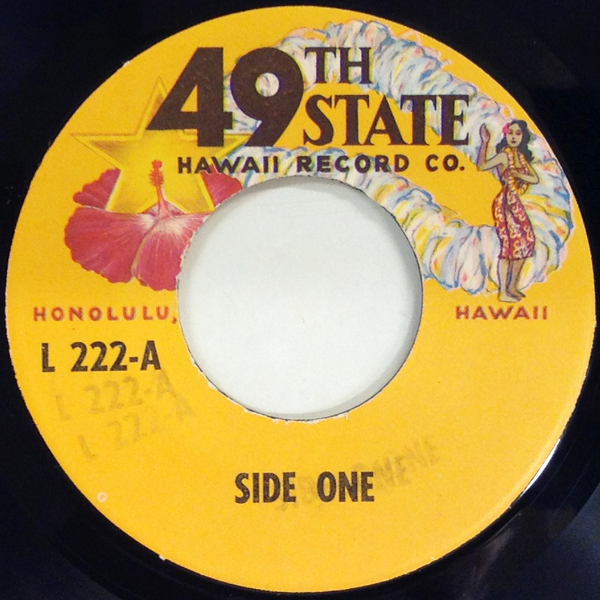 49TH
STATE
HAWAII RECORD CO.
HONOLULU, HAWAII
L 222-A
L 222-A
L 222-A
SIDE ONE